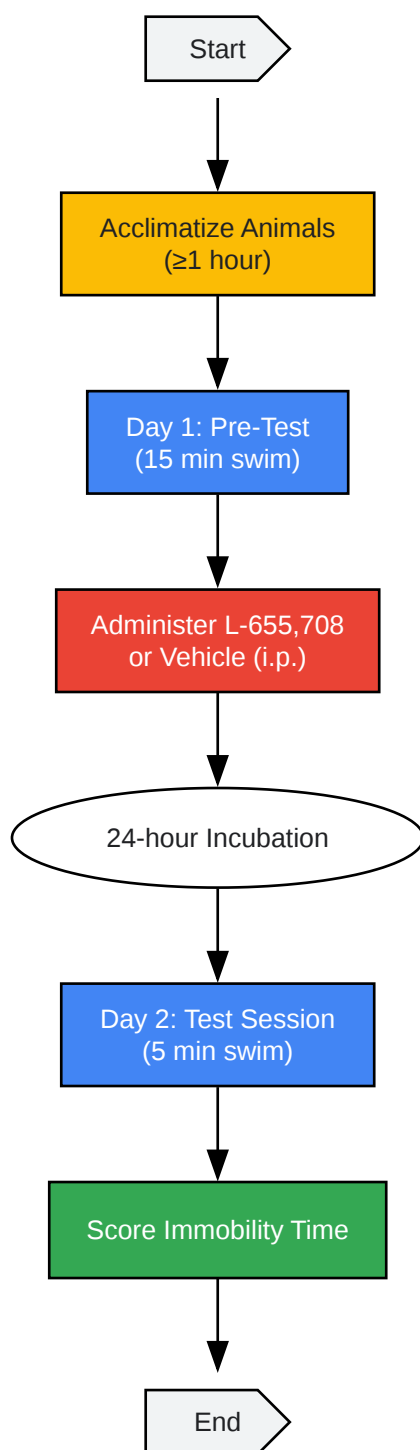 Start
Acclimatize Animals
(≥1 hour)
Day 1: Pre-Test
(15 min swim)
Administer L-655,708
or Vehicle (i.p.)
24-hour Incubation
Day 2: Test Session
(5 min swim)
Score Immobility Time
End